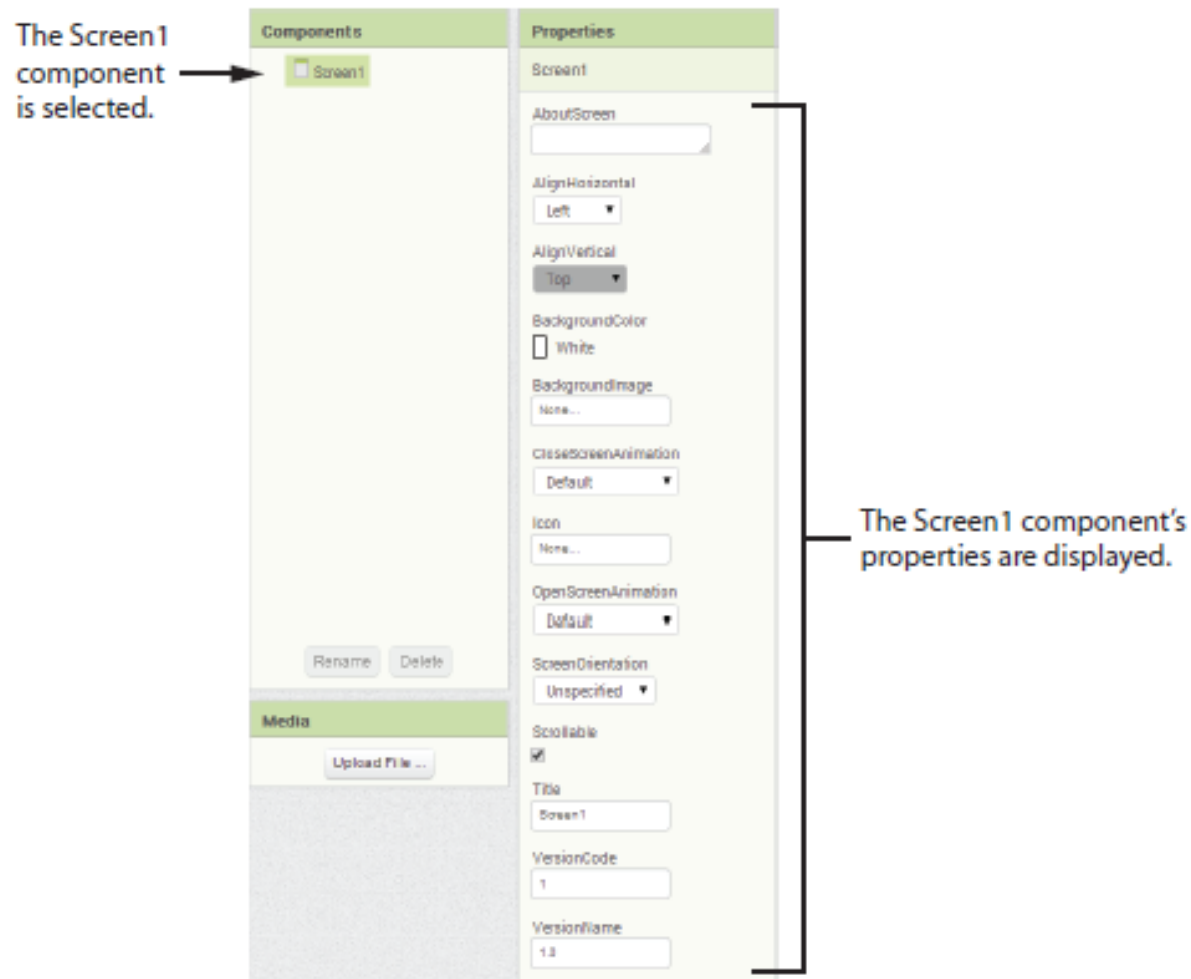 The Screen1
component
is selected.
Components
Screen1
Rename
Delete
Media
Upload File ...
Properties
Screen1
AboutScreen
AlignHorizontal
Left
AlignVertical
Top
BackgroundColor
White
BackgroundImage
None...
CloseScreenAnimation
Default
Icon
None...
OpenScreenAnimation
Default
ScreenOrientation
Unspecified
Scrollable
Title
Screen1
VersionCode
1
VersionName
1.0
The Screen1 component's
properties are displayed.